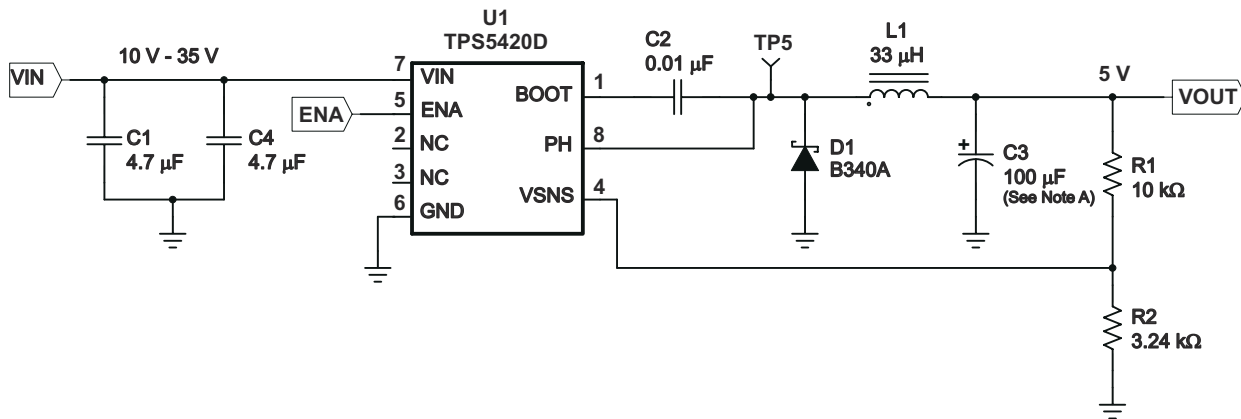 U1
TPS5420D
VIN
10 V - 35 V
C1
4.7 μF
C4
4.7 μF
ENA
7
VIN
5
ENA
2
NC
3
NC
6
GND
BOOT
1
PH
8
VSNS
4
C2
0.01 μF
TP5
D1
B340A
L1
33 μH
C3
100 μF
(See Note A)
5 V
VOUT
R1
10 kΩ
R2
3.24 kΩ
+